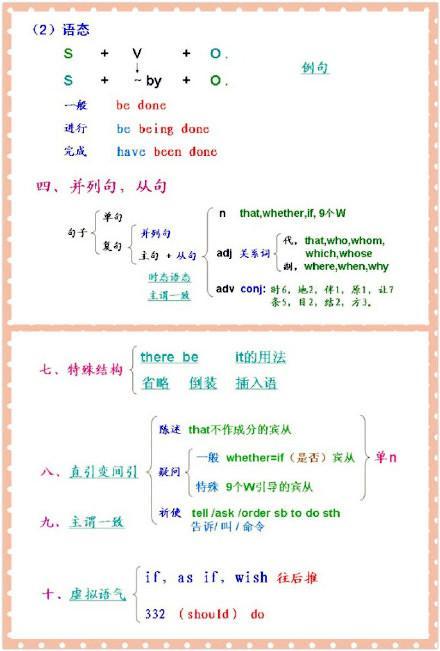 （2）语态
S + V + O.
例句
S + ~ by + O.
一般 be done
进行 be being done
完成 have been done
四、并列句，从句
句子
单句
复句
并列句
主句 + 从句
时态语态
主谓一致
n that,whether,if, 9个W
adj 关系词
代，that,who,whom,
which,whose
副，where,when,why
adv conj: 时6，地2，伴1，原1，让7
条5，目2，结2，方3。
七、特殊结构
there be it的用法
省略 倒装 插入语
八、直引变间引
陈述 that不作成分的宾从
疑问
一般 whether=if（是否）宾从
特殊 9个W引导的宾从
单n
祈使 tell /ask /order sb to do sth
告诉/ 叫 / 命令
九、主谓一致
十、虚拟语气
if, as if, wish 往后推
332 （should） do